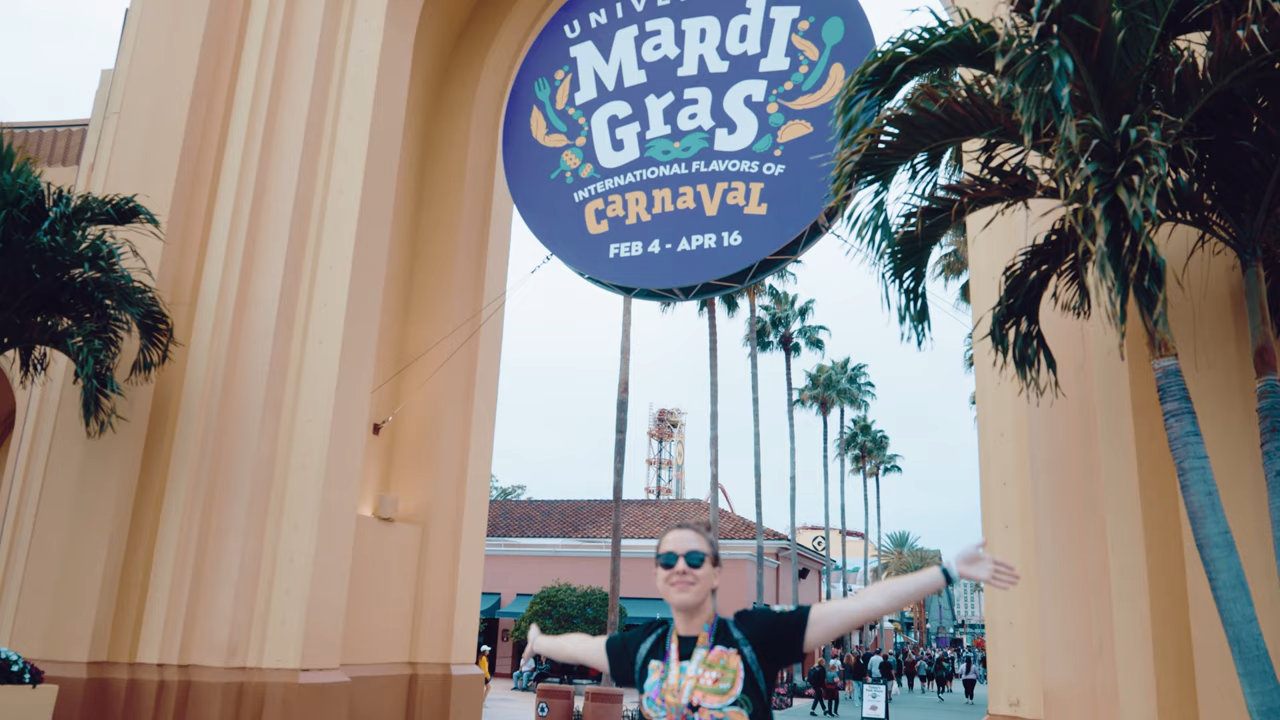 MaRdI
GraS
INTERNATIONAL FLAVORS OF
CaRnaVaL
FEB 4 - APR 16